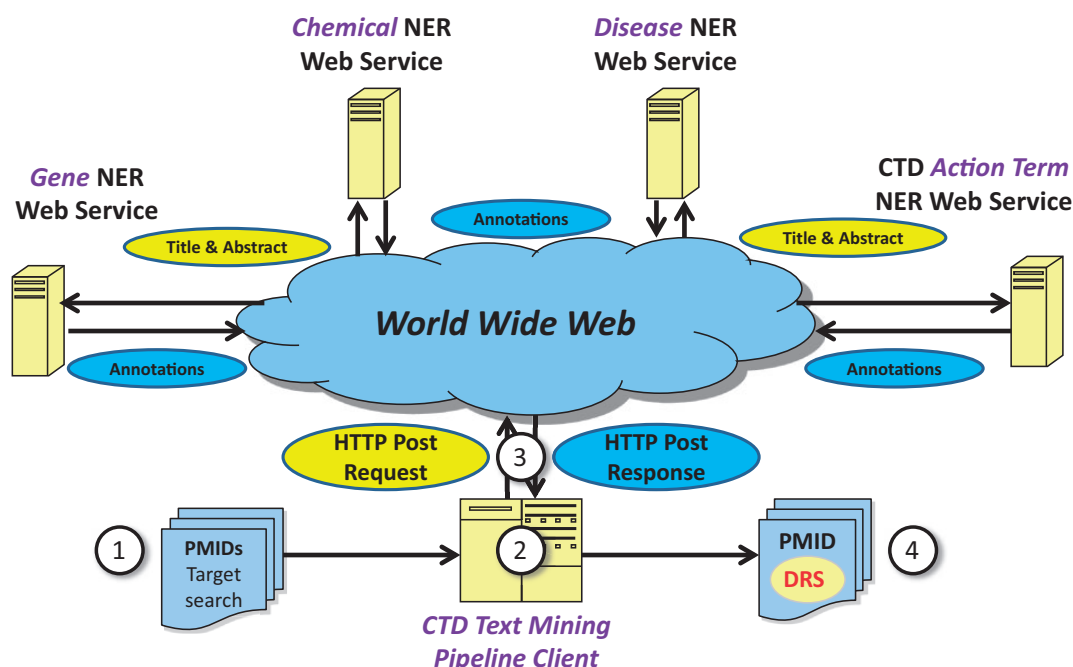 Chemical NER
Web Service
Disease NER
Web Service
Gene NER
Web Service
CTD Action Term
NER Web Service
Annotations
Title & Abstract
Title & Abstract
World Wide Web
Annotations
Annotations
HTTP Post
Request
3
HTTP Post
Response
1
PMIDs
Target
search
2
PMID
DRS
4
CTD Text Mining
Pipeline Client